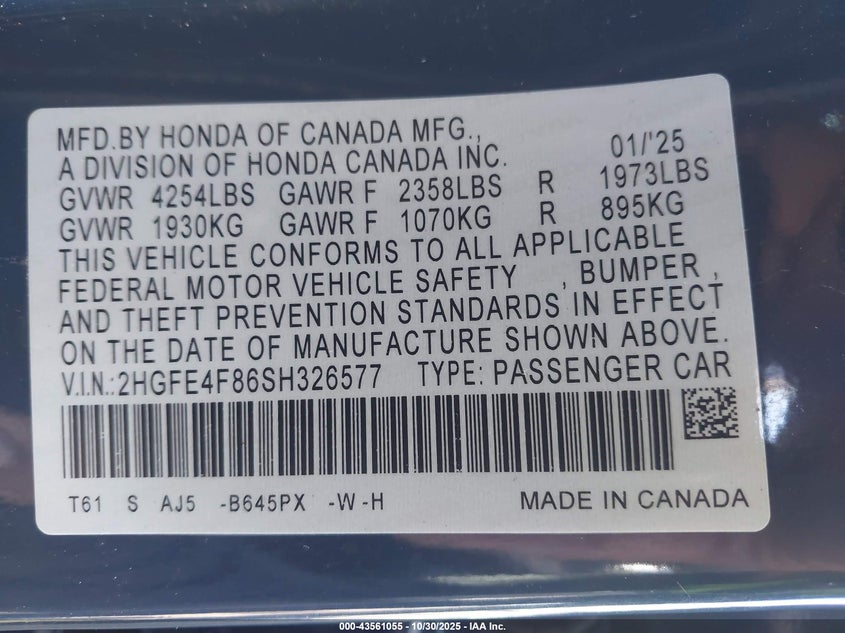 MFD.BY HONDA OF CANADA MFG.,
A DIVISION OF HONDA CANADA INC. 01/'25
GVWR 4254LBS GAWR F 2358LBS R 1973LBS
GVWR 1930KG GAWR F 1070KG R 895KG
THIS VEHICLE CONFORMS TO ALL APPLICABLE
FEDERAL MOTOR VEHICLE SAFETY , BUMPER ,
AND THEFT PREVENTION STANDARDS IN EFFECT
ON THE DATE OF MANUFACTURE SHOWN ABOVE.
V.I.N.:2HGFE4F86SH326577 TYPE: PASSENGER CAR
T61 S AJ5 -B645PX -W -H MADE IN CANADA
000-43561055 - 10/30/2025 - IAA Inc.